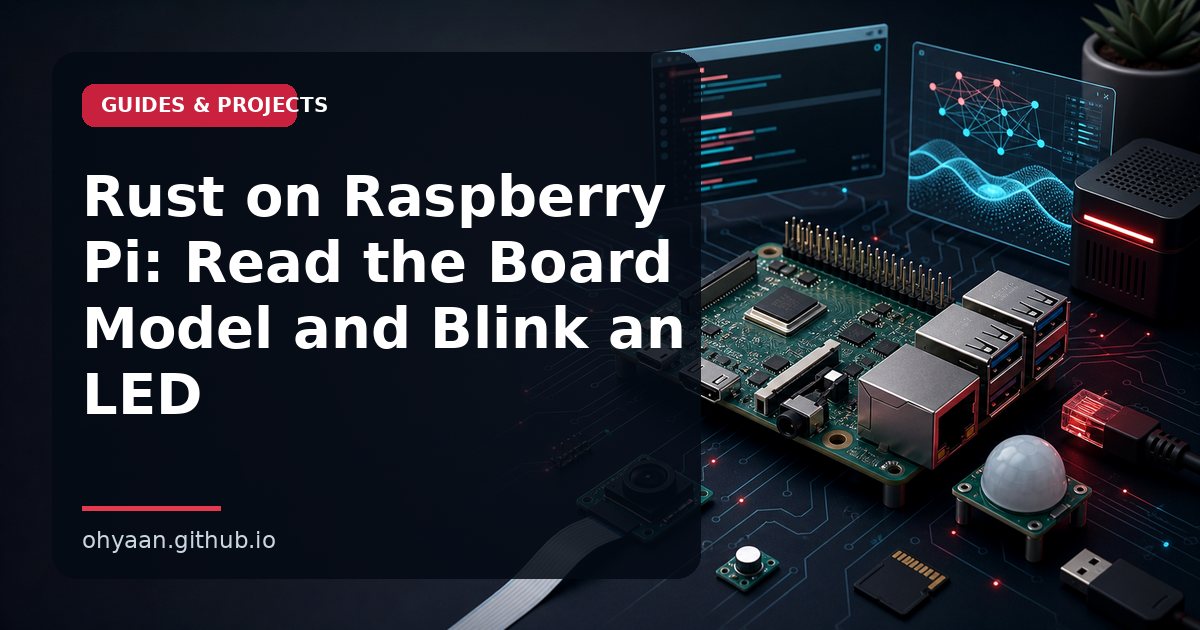 GUIDES & PROJECTS
Rust on Raspberry
Pi: Read the Board
Model and Blink an
LED
ohyaan.github.io